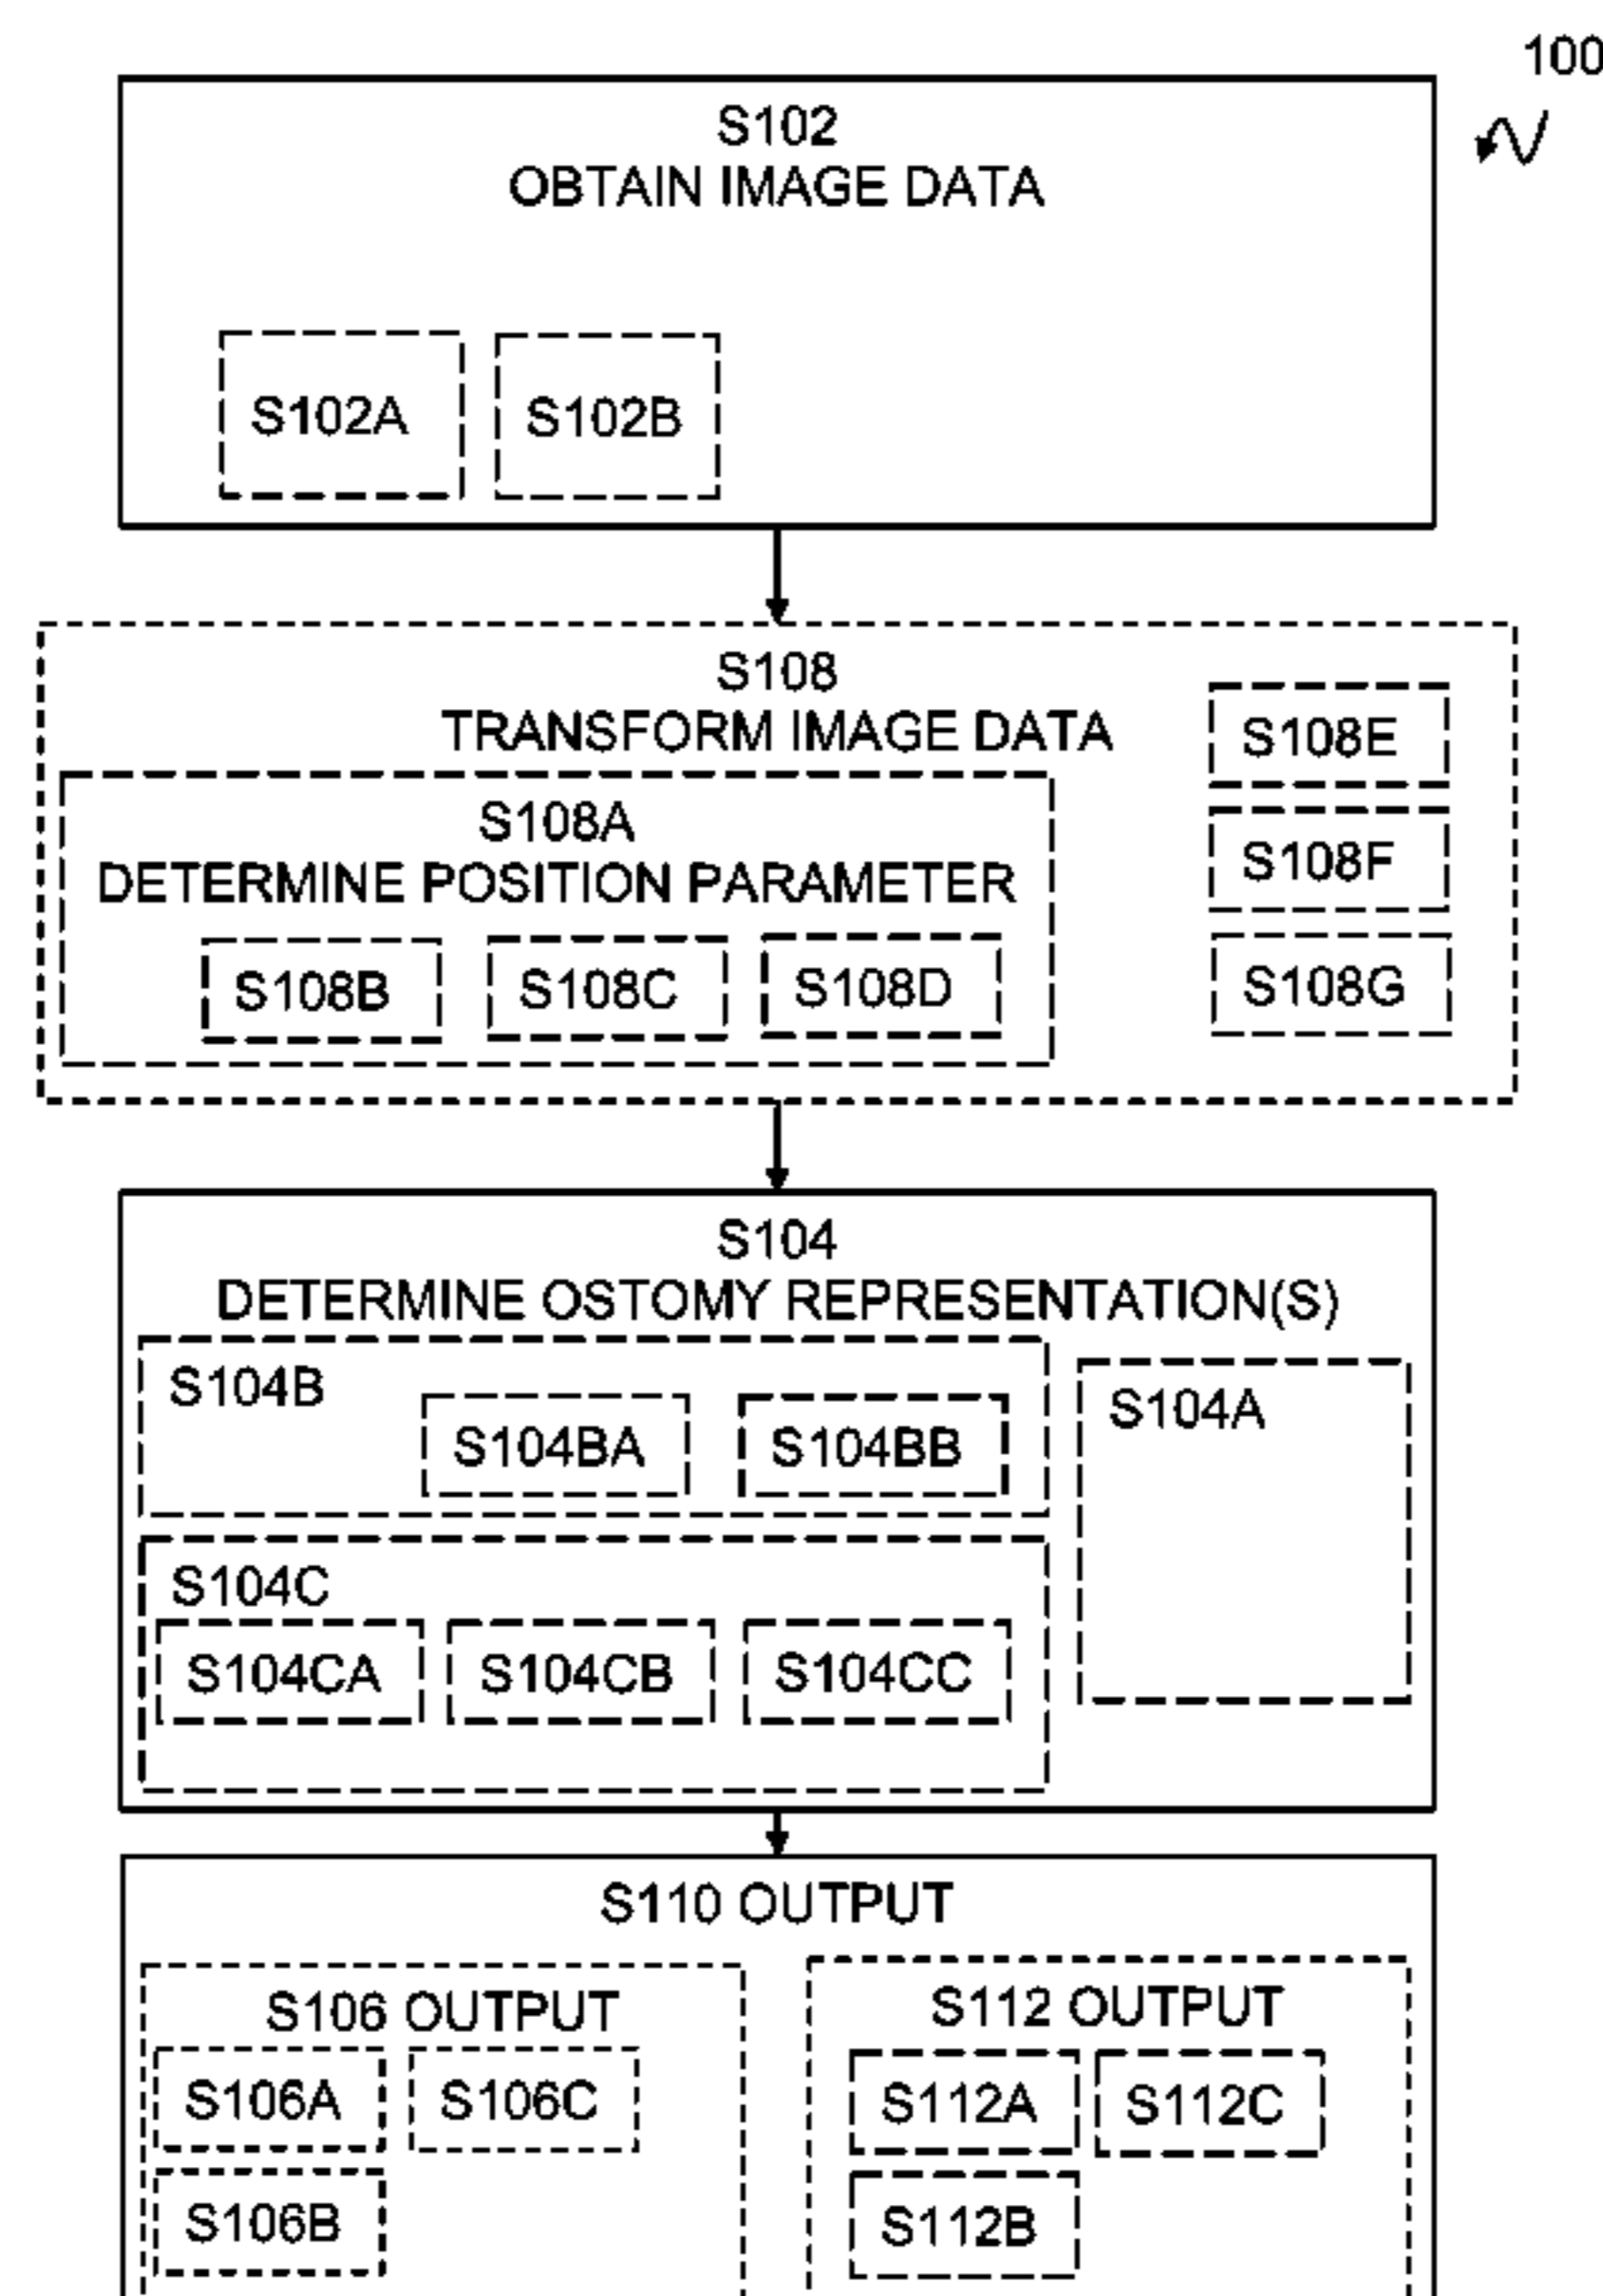 100
S102
OBTAIN IMAGE DATA
S102A
S102B
S108
TRANSFORM IMAGE DATA
S108E
S108A
S108F
DETERMINE POSITION PARAMETER
S108B
S108C
S108D
S108G
S104
DETERMINE OSTOMY REPRESENTATION(S)
S104B
S104A
S104BA
S104BB
S104C
S104CA
S104CB
S104CC
S110 OUTPUT
S106 OUTPUT
S106A
S106C
S106B
S112 OUTPUT
S112A
S112C
S112B